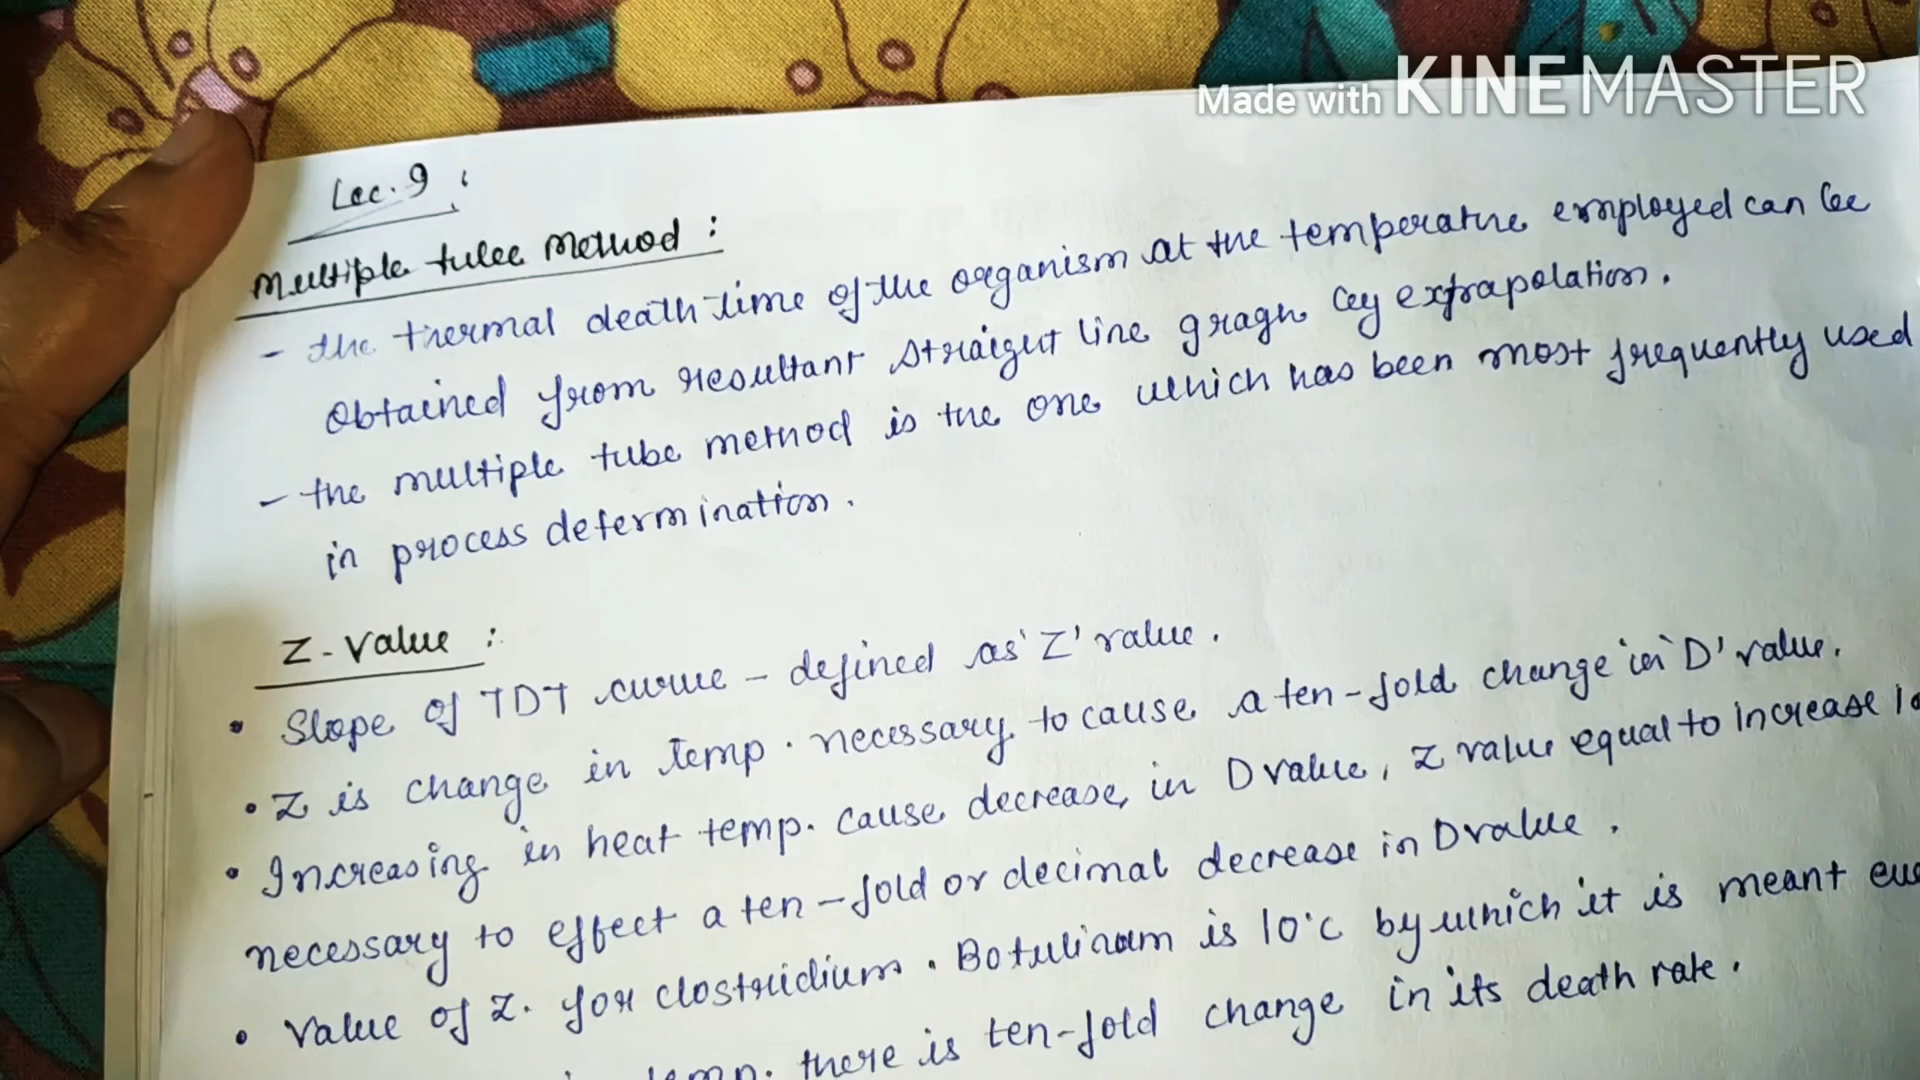 Made with KINEMASTER
Lec. 9 :
Multiple tube Method :
- the thermal death time of the organism at the temperature employed can be
obtained from resultant straight line graph by extrapolation.
- the multiple tube method is the one which has been most frequently used
in process determination.
Z-Value :
• Slope of TDT curve - defined as 'Z' value.
• Z is change in temp. necessary to cause a ten-fold change in 'D' value.
• Increasing in heat temp. cause decrease in D value, Z value equal to increase
necessary to effect a ten-fold or decimal decrease in D value.
• Value of Z. for clostridium. Botulinum is 10°C by which it is meant
temp. there is ten-fold change in its death rate.